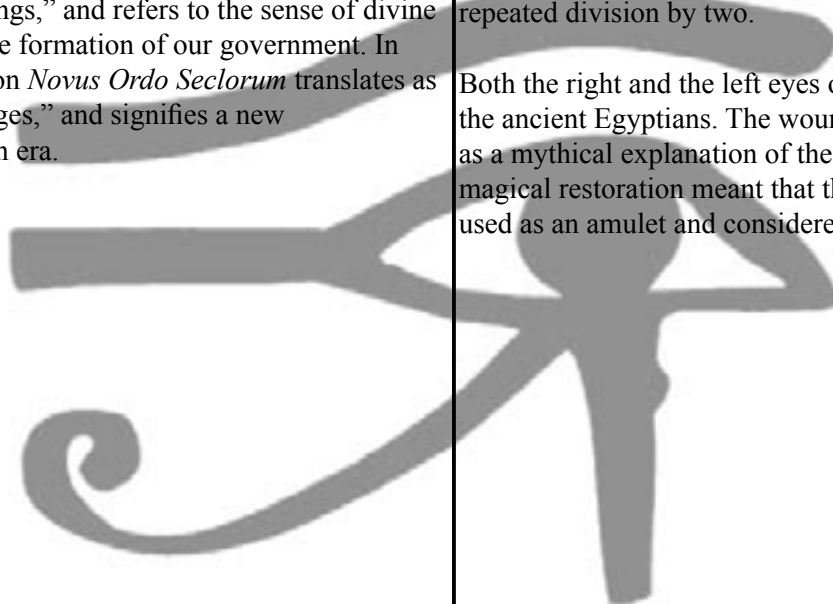 ngs,” and refers to the sense of divine
e formation of our government. In
on Novus Ordo Seclorum translates as
ges,” and signifies a new
n era.
repeated division by two.
Both the right and the left eyes
the ancient Egyptians. The wour
as a mythical explanation of the
magical restoration meant that th
used as an amulet and considere